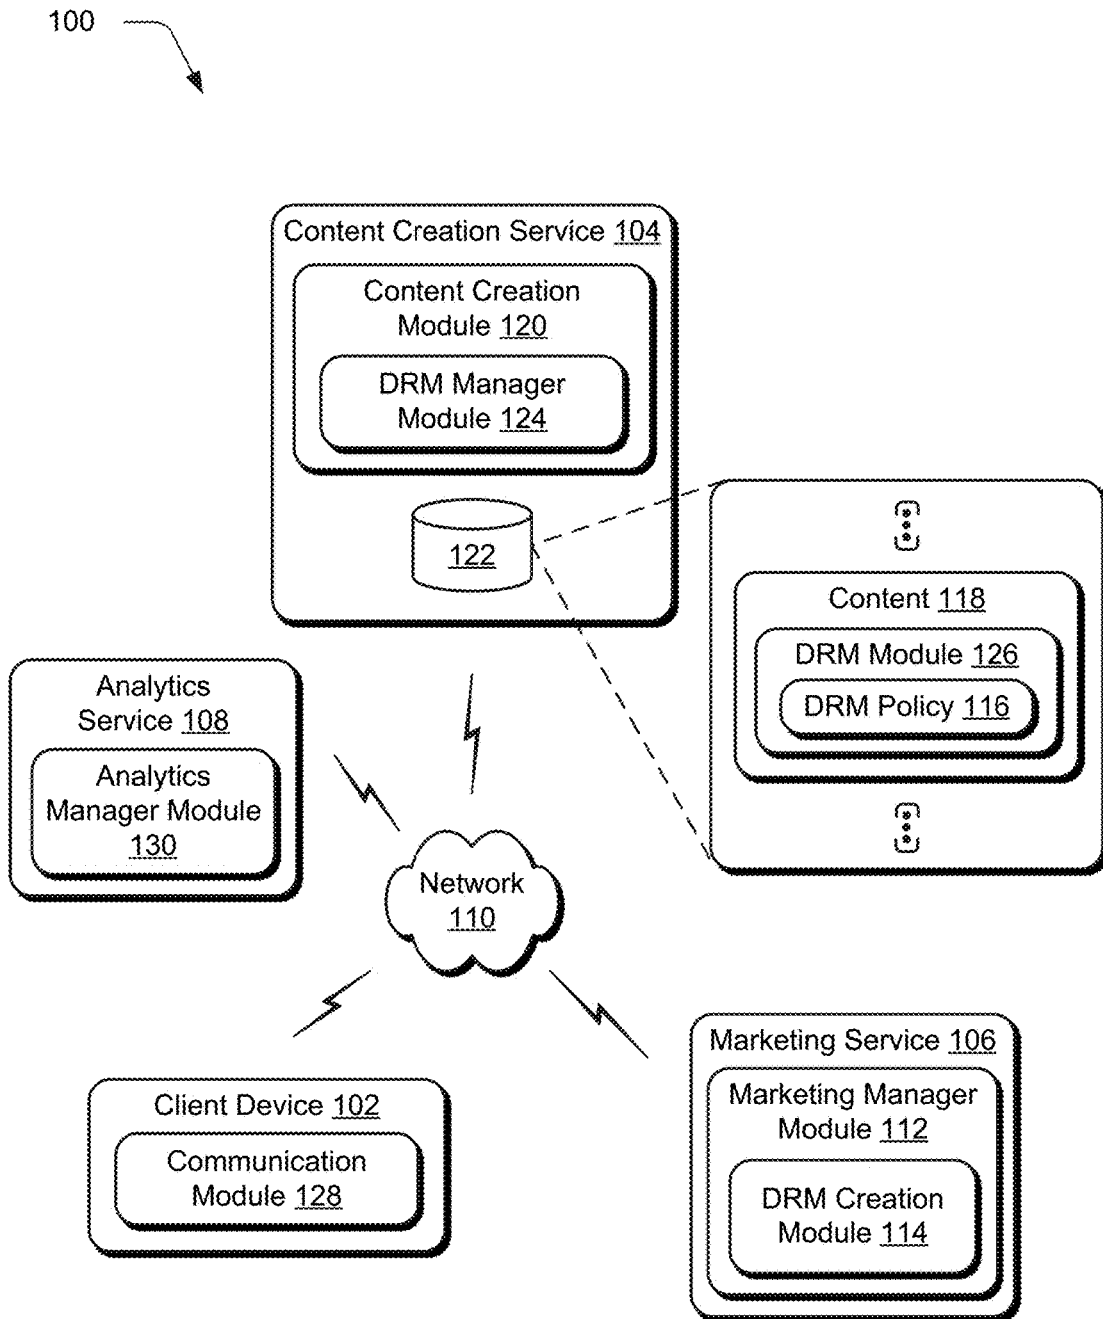 100
Content Creation Service 104
Content Creation
Module 120
DRM Manager
Module 124
122
Content 118
DRM Module 126
DRM Policy 116
Analytics
Service 108
Analytics
Manager Module
130
Network
110
Client Device 102
Communication
Module 128
Marketing Service 106
Marketing Manager
Module 112
DRM Creation
Module 114